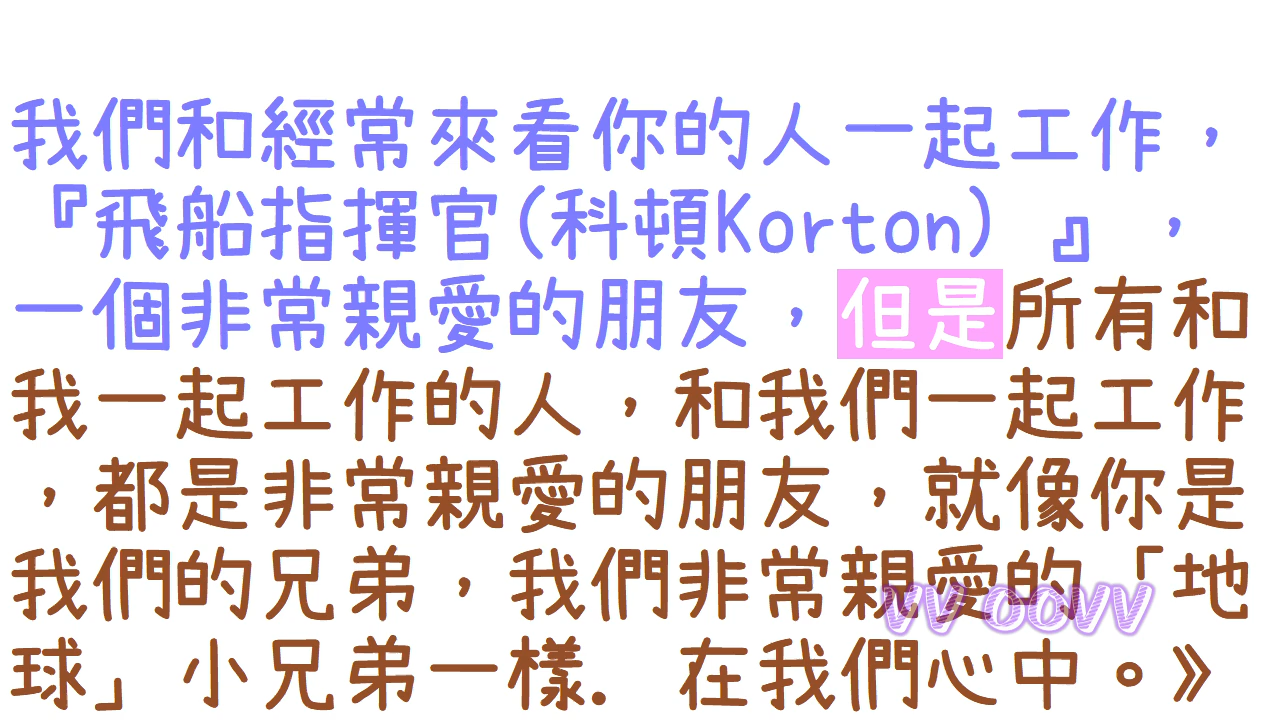 我們和經常來看你的人一起工作，
『飛船指揮官(科頓Korton) 』，
一個非常親愛的朋友，但是所有和
我一起工作的人，和我們一起工作
，都是非常親愛的朋友，就像你是
我們的兄弟，我們非常親愛的「地
球」小兄弟一樣. 在我們心中。》
vv oovv